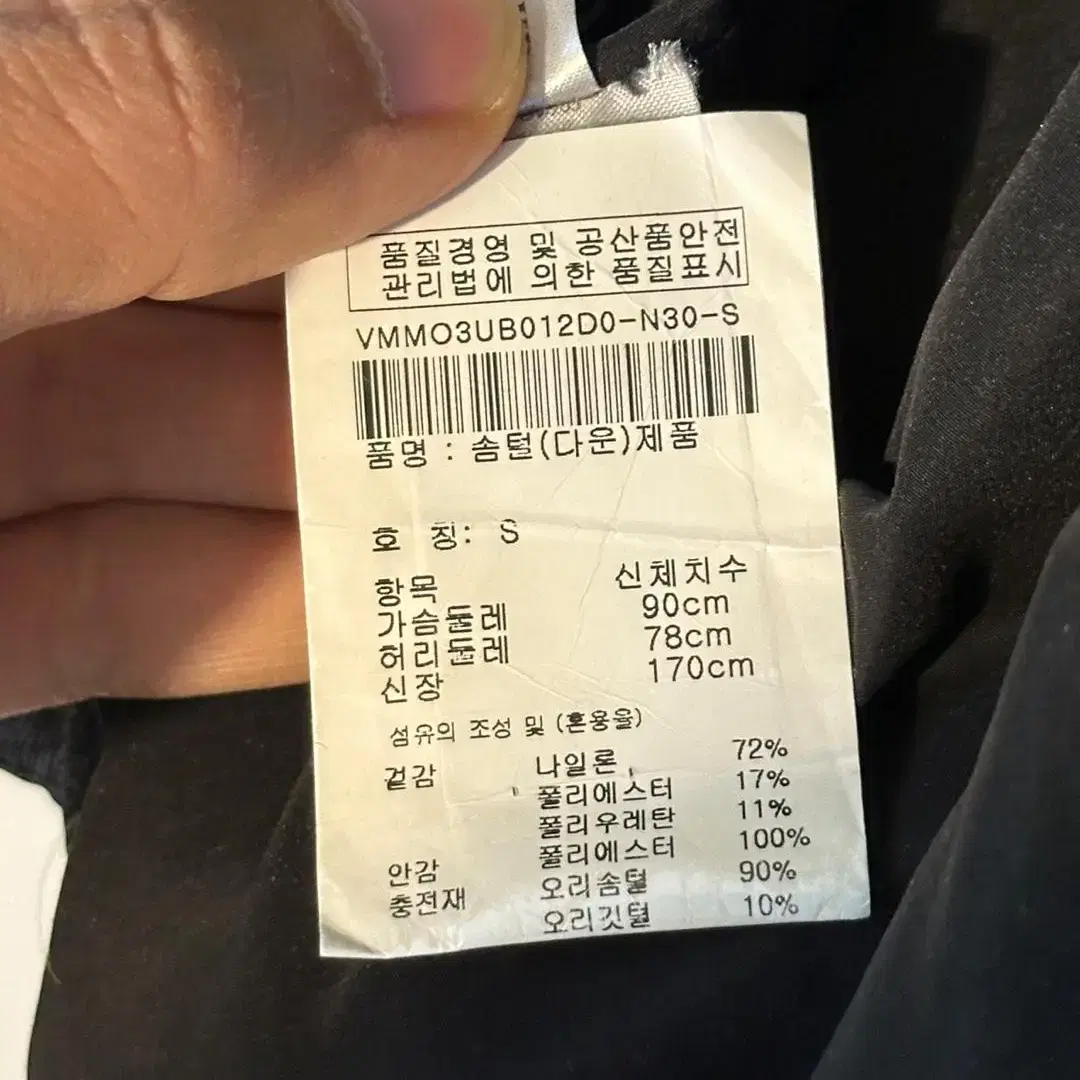 품질경영 및 공산품안전
관리법에 의한 품질표시
VMMO3UB012D0-N30-S
품명 : 솜털(다운)제품
호 칭: S
항목 신체치수
가슴둘레 90cm
허리둘레 78cm
신장 170cm
섬유의 조성 및 (혼용율)
겉감 나일론 72%
폴리에스터 17%
폴리우레탄 11%
안감 폴리에스터 100%
충전재 오리솜털 90%
오리깃털 10%